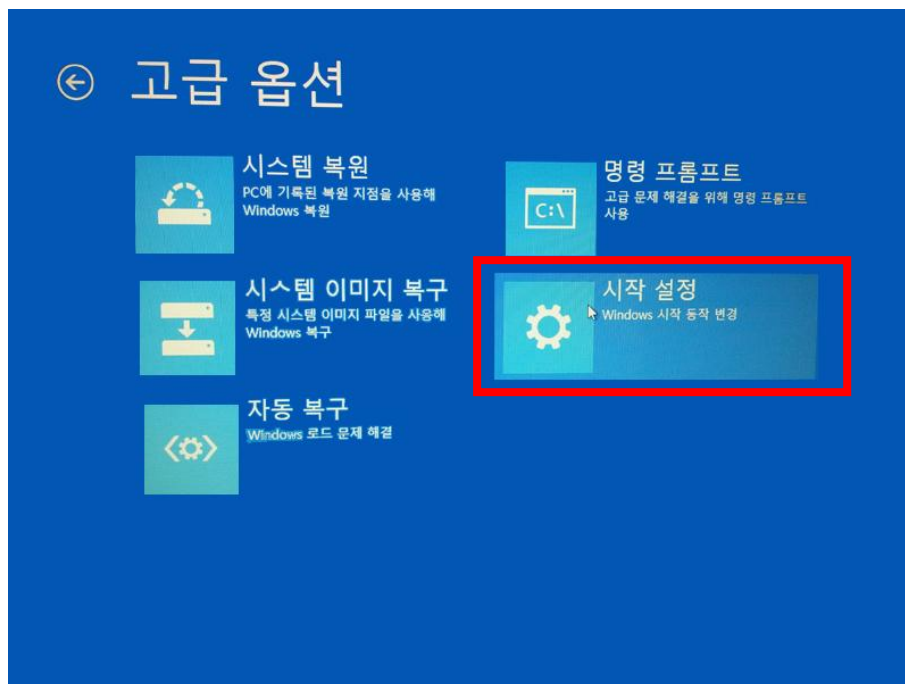 고급 옵션
시스템 복원
PC에 기록된 복원 지점을 사용해
Windows 복원
시스템 이미지 복구
특정 시스템 이미지 파일을 사용해
Windows 복구
자동 복구
Windows 로드 문제 해결
명령 프롬프트
고급 문제 해결을 위해 명령 프롬프트
사용
C:\
시작 설정
Windows 시작 동작 변경